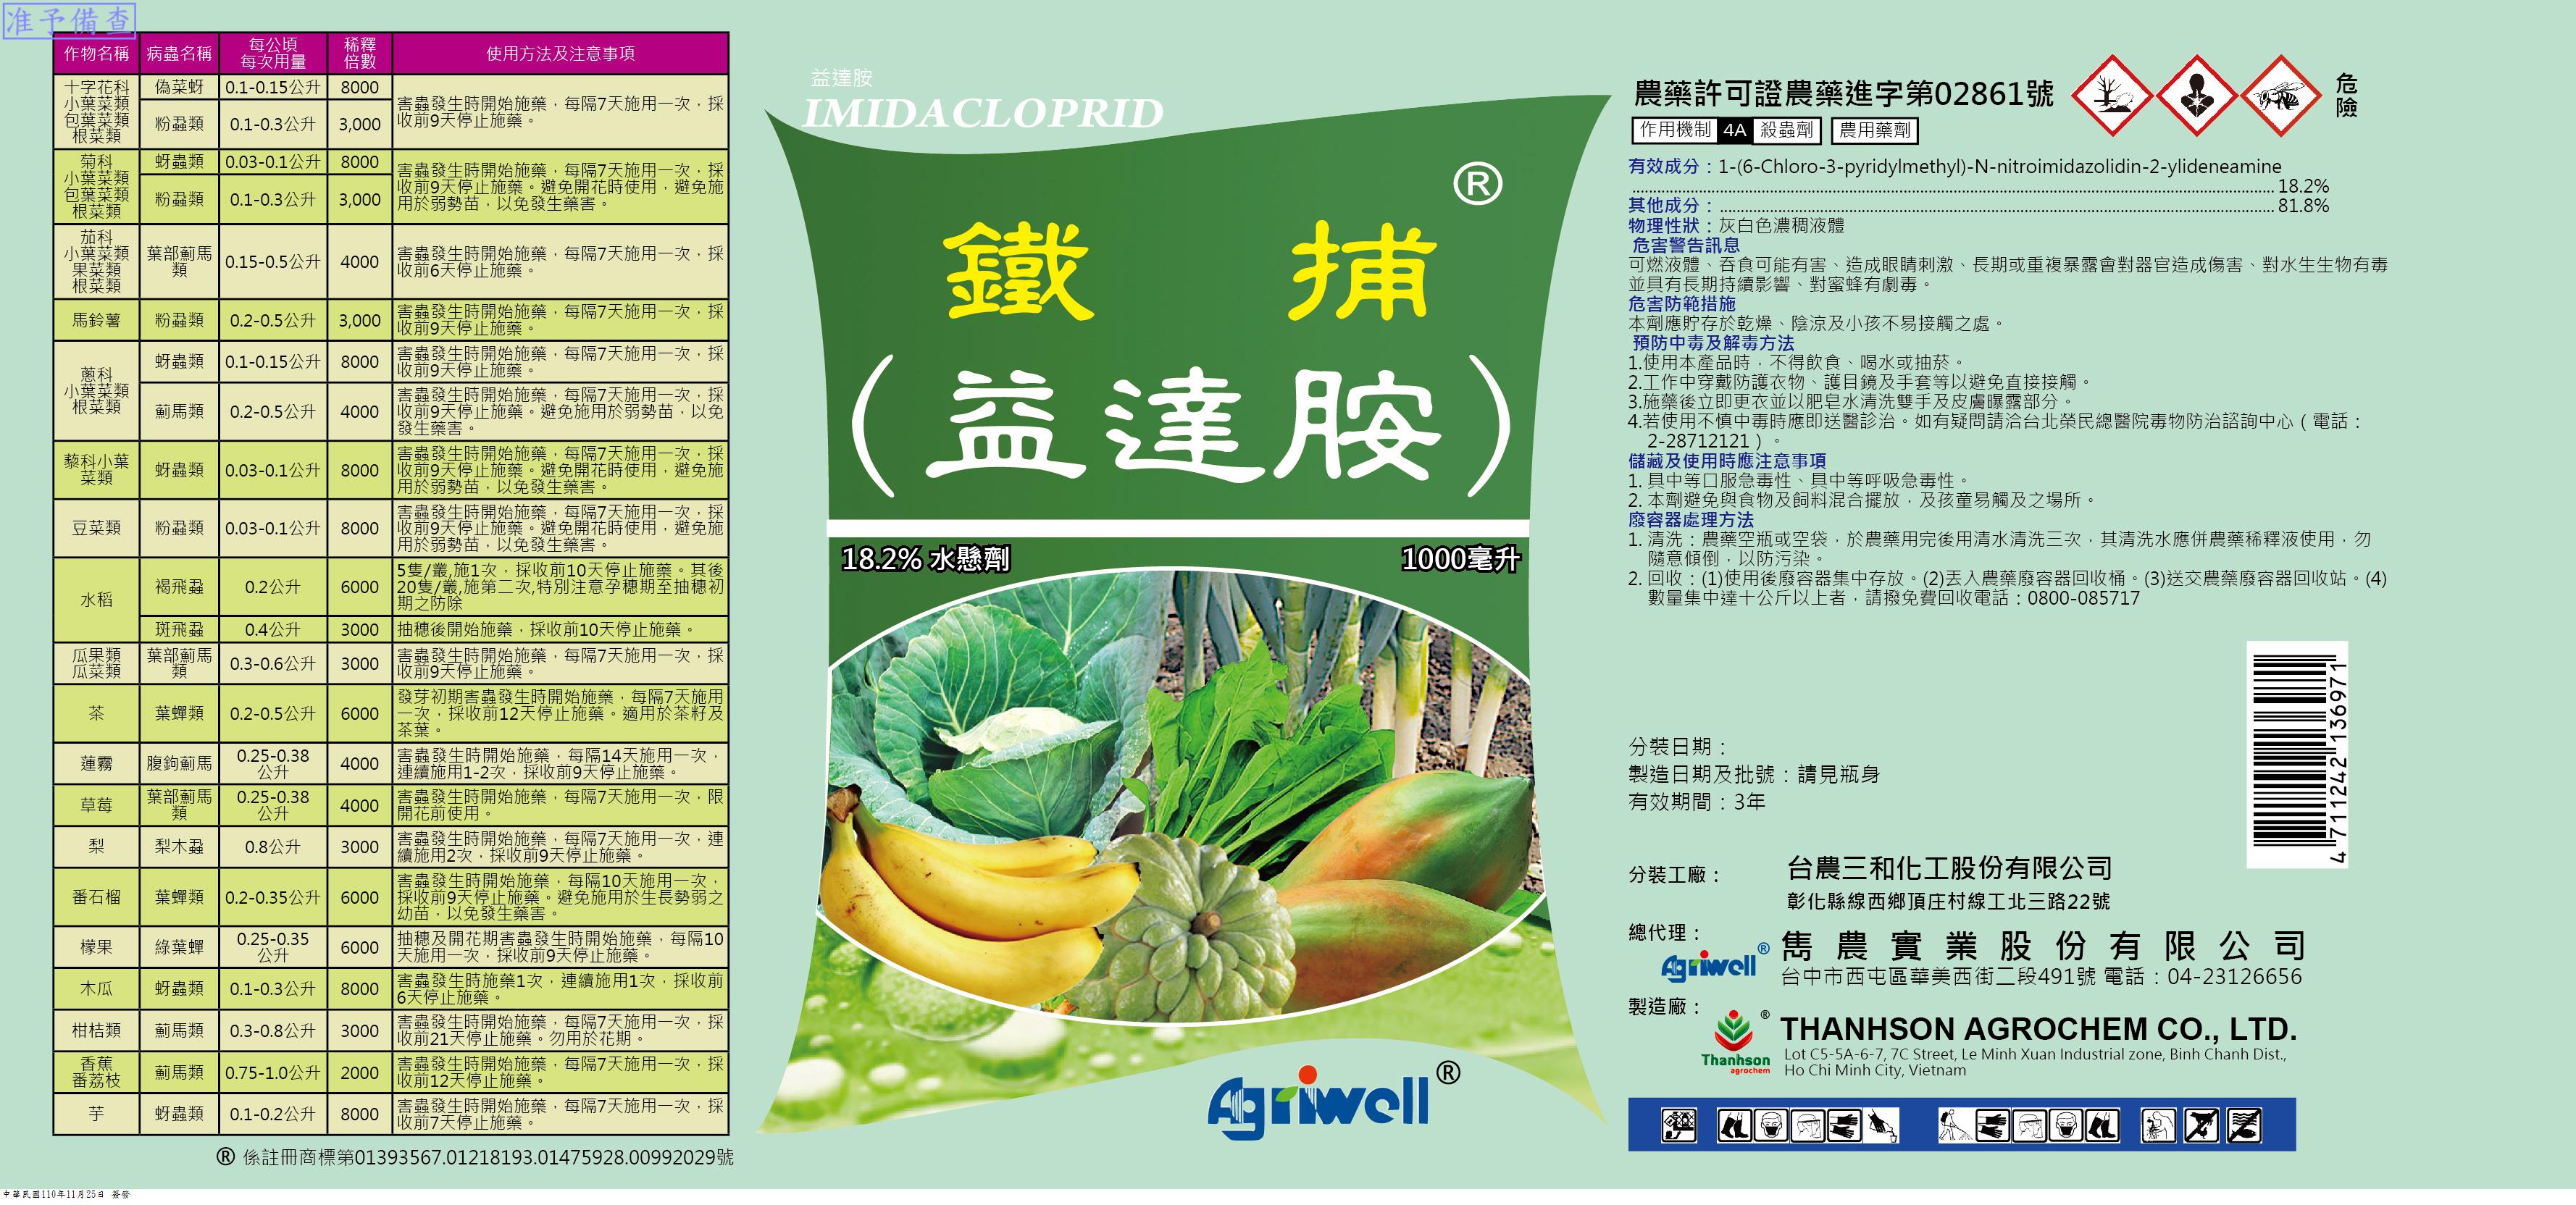 准予備查
作物名稱 病蟲名稱 每公頃每次用量 稀釋倍數 使用方法及注意事項
十字花科
小葉菜類
包葉菜類
根菜類
偽菜蚜 0.1-0.15公升 8000
粉蝨類 0.1-0.3公升 3,000
害蟲發生時開始施藥，每隔7天施用一次，採
收前9天停止施藥。
菊科
小葉菜類
包葉菜類
根菜類
蚜蟲類 0.03-0.1公升 8000
粉蝨類 0.1-0.3公升 3,000
害蟲發生時開始施藥，每隔7天施用一次，採
收前9天停止施藥。避免開花時使用，避免施
用於弱勢苗，以免發生藥害。
茄科
小葉菜類
果菜類
根菜類
葉部薊馬
類
0.15-0.5公升 4000
害蟲發生時開始施藥，每隔7天施用一次，採
收前6天停止施藥。
馬鈴薯 粉蝨類 0.2-0.5公升 3,000
害蟲發生時開始施藥，每隔7天施用一次，採
收前9天停止施藥。
蔥科
小葉菜類
根菜類
蚜蟲類 0.1-0.15公升 8000
害蟲發生時開始施藥，每隔7天施用一次，採
收前9天停止施藥。
薊馬類 0.2-0.5公升 4000
害蟲發生時開始施藥，每隔7天施用一次，採
收前9天停止施藥。避免施用於弱勢苗，以免
發生藥害。
藜科小葉
菜類
蚜蟲類 0.03-0.1公升 8000
害蟲發生時開始施藥，每隔7天施用一次，採
收前9天停止施藥。避免開花時使用，避免施
用於弱勢苗，以免發生藥害。
豆菜類 粉蝨類 0.03-0.1公升 8000
害蟲發生時開始施藥，每隔7天施用一次，採
收前9天停止施藥。避免開花時使用，避免施
用於弱勢苗，以免發生藥害。
水稻
褐飛蝨 0.2公升 6000
5隻/叢,施1次，採收前10天停止施藥。其後
20隻/叢,施第二次,特別注意孕穗期至抽穗初
期之防除
斑飛蝨 0.4公升 3000 抽穗後開始施藥，採收前10天停止施藥。
瓜果類
瓜菜類
葉部薊馬
類
0.3-0.6公升 3000
害蟲發生時開始施藥，每隔7天施用一次，採
收前9天停止施藥。
茶 葉蟬類 0.2-0.5公升 6000
發芽初期害蟲發生時開始施藥，每隔7天施用
一次，採收前12天停止施藥。適用於茶籽及
茶葉。
蓮霧 腹鉤薊馬 0.25-0.38公升 4000
害蟲發生時開始施藥，每隔14天施用一次，
連續施用1-2次，採收前9天停止施藥。
草莓
葉部薊馬
類
0.25-0.38公升 4000
害蟲發生時開始施藥，每隔7天施用一次，限
開花前使用。
梨 梨木蝨 0.8公升 3000
害蟲發生時開始施藥，每隔7天施用一次，連
續施用2次，採收前9天停止施藥。
番石榴 葉蟬類 0.2-0.35公升 6000
害蟲發生時開始施藥，每隔10天施用一次，
採收前9天停止施藥。避免施用於生長勢弱之
幼苗，以免發生藥害。
檬果 綠葉蟬 0.25-0.35公升 6000
抽穗及開花期害蟲發生時開始施藥，每隔10
天施用一次，採收前9天停止施藥。
木瓜 蚜蟲類 0.1-0.3公升 8000
害蟲發生時施藥1次，連續施用1次，採收前
6天停止施藥。
柑桔類 薊馬類 0.3-0.8公升 3000
害蟲發生時開始施藥，每隔7天施用一次，採
收前21天停止施藥。勿用於花期。
香蕉
番荔枝
薊馬類 0.75-1.0公升 2000
害蟲發生時開始施藥，每隔7天施用一次，採
收前12天停止施藥。
芋 蚜蟲類 0.1-0.2公升 8000
害蟲發生時開始施藥，每隔7天施用一次，採
收前7天停止施藥。
® 係註冊商標第01393567.01218193.01475928.00992029號
中華民國110年11月25日 簽發
益達胺
IMIDACLOPRID
®
鐵 捕
(益達胺)
18.2% 水懸劑 1000毫升
Agriwell®
農藥許可證農藥進字第02861號
危險
作用機制 4A 殺蟲劑 農用藥劑
有效成分：1-(6-Chloro-3-pyridylmethyl)-N-nitroimidazolidin-2-ylideneamine
18.2%
其他成分： 81.8%
物理性狀：灰白色濃稠液體
危害警告訊息
可燃液體、吞食可能有害、造成眼睛刺激、長期或重複暴露會對器官造成傷害、對水生生物有毒
並具有長期持續影響、對蜜蜂有劇毒。
危害防範措施
本劑應貯存於乾燥、陰涼及小孩不易接觸之處。
預防中毒及解毒方法
1.使用本產品時，不得飲食、喝水或抽菸。
2.工作中穿戴防護衣物、護目鏡及手套等以避免直接接觸。
3.施藥後立即更衣並以肥皂水清洗雙手及皮膚曝露部分。
4.若使用不慎中毒時應即送醫診治。如有疑問請洽台北榮民總醫院毒物防治諮詢中心（電話：
2-28712121）。
儲藏及使用時應注意事項
1. 具中等口服急毒性、具中等呼吸急毒性。
2. 本劑避免與食物及飼料混合擺放，及孩童易觸及之場所。
廢容器處理方法
1. 清洗：農藥空瓶或空袋，於農藥用完後用清水清洗三次，其清洗水應併農藥稀釋液使用，勿
隨意傾倒，以防污染。
2. 回收：(1)使用後廢容器集中存放。(2)丟入農藥廢容器回收桶。(3)送交農藥廢容器回收站。(4)
數量集中達十公斤以上者，請撥免費回收電話：0800-085717
分裝日期：
製造日期及批號：請見瓶身
有效期間：3年
4 711242 136971
分裝工廠： 台農三和化工股份有限公司
彰化縣線西鄉頂庄村線工北三路22號
總代理： Agriwell® 雋農實業股份有限公司
台中市西屯區華美西街二段491號 電話：04-23126656
製造廠： ® THANHSON AGROCHEM CO., LTD.
Thanhson
agrochem
Lot C5-5A-6-7, 7C Street, Le Minh Xuan Industrial zone, Binh Chanh Dist.,
Ho Chi Minh City, Vietnam